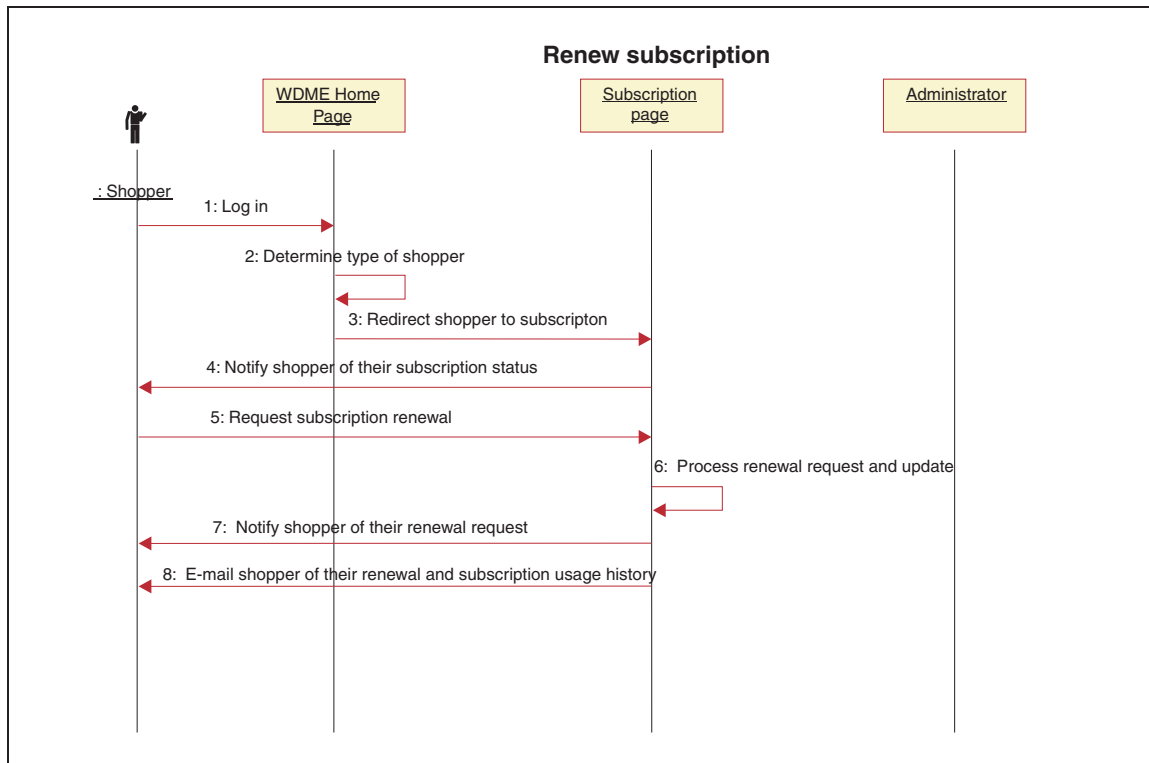 Renew subscription
WDME Home
Page
Subscription
page
Administrator
: Shopper
1: Log in
2: Determine type of shopper
3: Redirect shopper to subscripton
4: Notify shopper of their subscription status
5: Request subscription renewal
6: Process renewal request and update
7: Notify shopper of their renewal request
8: E-mail shopper of their renewal and subscription usage history